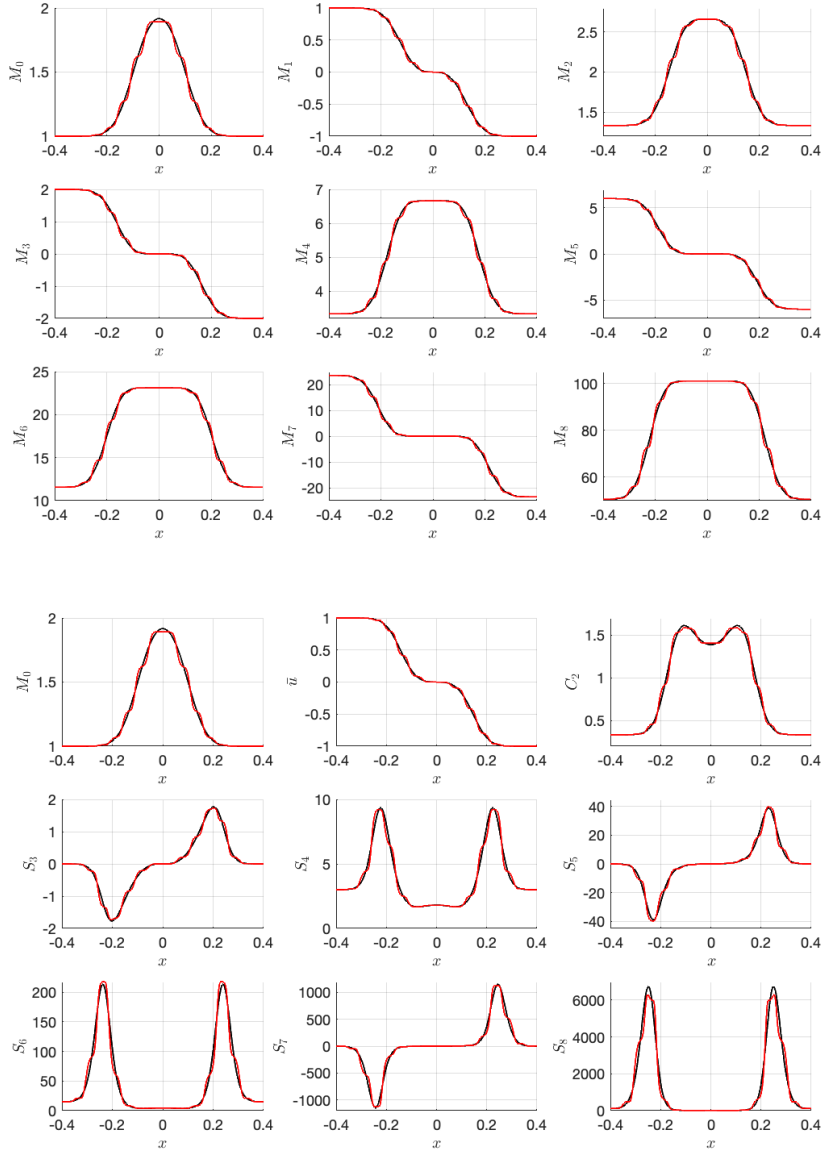 2
1.5
1
-0.4 -0.2 0 0.2 0.4
x
M₀
1
0.5
0
-0.5
-1
-0.4 -0.2 0 0.2 0.4
x
M₁
2.5
2
1.5
-0.4 -0.2 0 0.2 0.4
x
M₂
2
1
0
-1
-2
-0.4 -0.2 0 0.2 0.4
x
M₃
7
6
5
4
-0.4 -0.2 0 0.2 0.4
x
M₄
5
0
-5
-0.4 -0.2 0 0.2 0.4
x
M₅
25
20
15
10
-0.4 -0.2 0 0.2 0.4
x
M₆
20
10
0
-10
-20
-0.4 -0.2 0 0.2 0.4
x
M₇
100
80
60
-0.4 -0.2 0 0.2 0.4
x
M₈
2
1.5
1
-0.4 -0.2 0 0.2 0.4
x
M₀
1
0.5
0
-0.5
-1
-0.4 -0.2 0 0.2 0.4
x
ū
1.5
1
0.5
-0.4 -0.2 0 0.2 0.4
x
C₂
2
1
0
-1
-2
-0.4 -0.2 0 0.2 0.4
x
S₃
10
5
0
-0.4 -0.2 0 0.2 0.4
x
S₄
40
20
0
-20
-40
-0.4 -0.2 0 0.2 0.4
x
S₅
200
150
100
50
0
-0.4 -0.2 0 0.2 0.4
x
S₆
1000
500
0
-500
-1000
-0.4 -0.2 0 0.2 0.4
x
S₇
6000
4000
2000
0
-0.4 -0.2 0 0.2 0.4
x
S₈